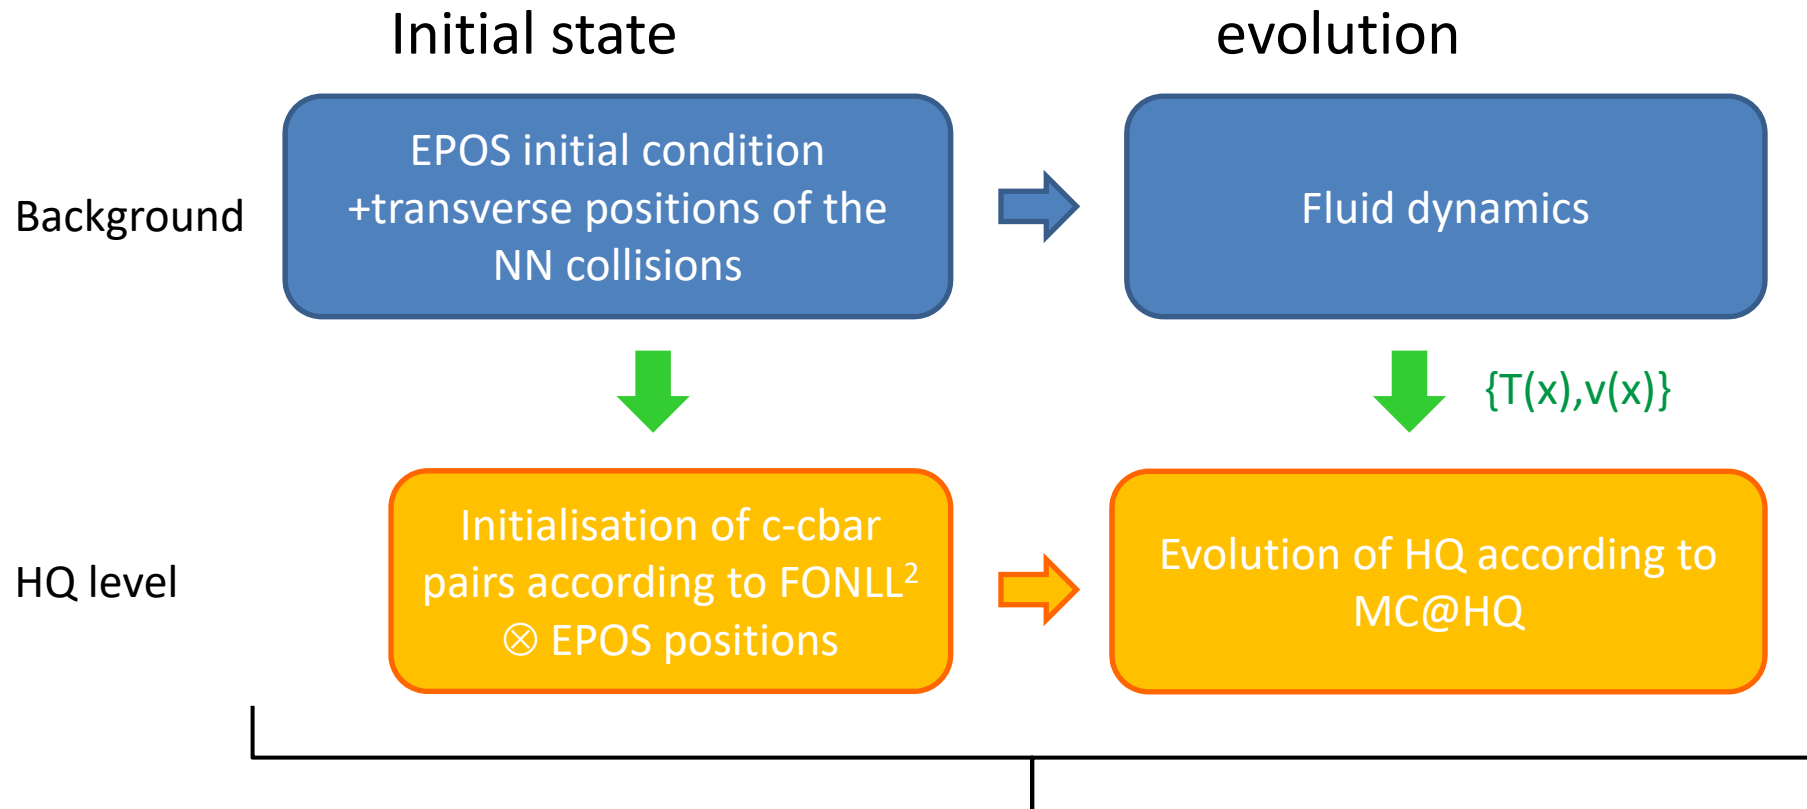 Initial state
evolution
Background
EPOS initial condition
+transverse positions of the
NN collisions
Fluid dynamics
{T(x),v(x)}
HQ level
Initialisation of c-cbar
pairs according to FONLL²
⊗ EPOS positions
Evolution of HQ according to
MC@HQ